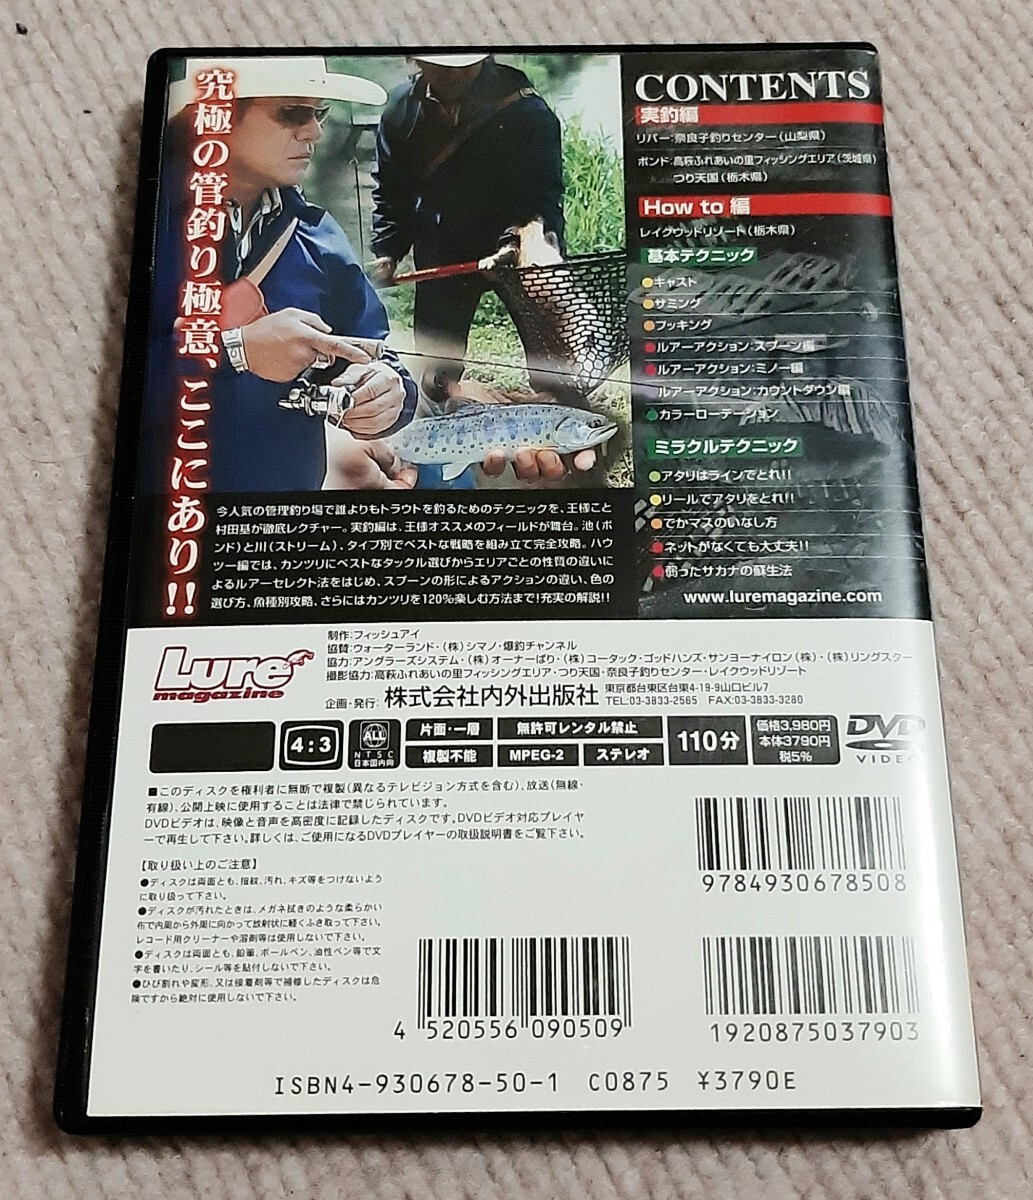 究極の管釣り極意、ここにあり!!
CONTENTS
実釣編
リバー:奈良子釣りセンター(山梨県)
ポンド:高萩ふれあいの里フィッシングエリア(茨城県)
つり天国(栃木県)
How to 編
レイクウッドリゾート(栃木県)
基本テクニック
キャスト
サミング
フッキング
ルアーアクション:スプーン編
ルアーアクション:ミノー編
ルアーアクション:カウントダウン編
カラーローテーション
ミラクルテクニック
アタリはラインでとれ!!
リールでアタリをとれ!!
でかマスのいなし方
ネットがなくても大丈夫!!
弱ったサカナの蘇生法
www.luremagazine.com
今人気の管理釣り場で誰よりもトラウトを釣るためのテクニックを、王様こと
村田基が徹底レクチャー。実釣編は、王様オススメのフィールドが舞台。池(ポ
ンド)と川(ストリーム)、タイプ別でベストな戦略を組み立て完全攻略。ハウ
ツー編では、カンツリにベストなタックル選びからエリアごとの性質の違いに
よるルアーセレクト法をはじめ、スプーンの形によるアクションの違い、色の
選び方、魚種別攻略、さらにはカンツリを120%楽しむ方法まで!充実の解説!!
Lure magazine
制作:フィッシュアイ
協賛:ウォーターランド・(株)シマノ・爆釣チャンネル
協力:アングラーズシステム・(株)オーナーばり・(株)コータック・ゴッドハンズ・サンヨーナイロン(株)・(株)リングスター
撮影協力:高萩ふれあいの里フィッシングエリア・つり天国・奈良子釣りセンター・レイクウッドリゾート
企画・発行:株式会社内外出版社 東京都台東区台東4-19-9山口ビル7
TEL:03-3833-2565 FAX:03-3833-3280
4:3
ALL
NTSC
日本国内向
片面・一層
無許可レンタル禁止
複製不能
MPEG-2
ステレオ
110分
価格3,980円
本体3790円
税5%
DVD
VIDEO
■このディスクを権利者に無断で複製(異なるテレビジョン方式を含む)、放送(無線・
有線)、公開上映に使用することは法律で禁じられています。
DVDビデオは、映像と音声を高密度に記録したディスクです。DVDビデオ対応プレイヤ
ーで再生して下さい。詳しくは、ご使用になるDVDプレイヤーの取扱説明書をご覧下さい。
【取り扱い上のご注意】
●ディスクは両面とも、指紋、汚れ、キズ等をつけないよう
に取り扱って下さい。
●ディスクが汚れたときは、メガネ拭きのような柔らかい
布で内周から外周に向かって放射状に軽くふき取って下さい。
レコード用クリーナーや溶剤等は使用しないで下さい。
●ディスクは両面とも、鉛筆、ボールペン、油性ペン等で文
字を書いたり、シール等を貼付しないで下さい。
●ひび割れや変形、又は接着剤等で補修したディスクは危
険ですから絶対に使用しないで下さい。
9784930678508
4 520556 090509
1920875037903
ISBN4-930678-50-1 C0875 ¥3790E